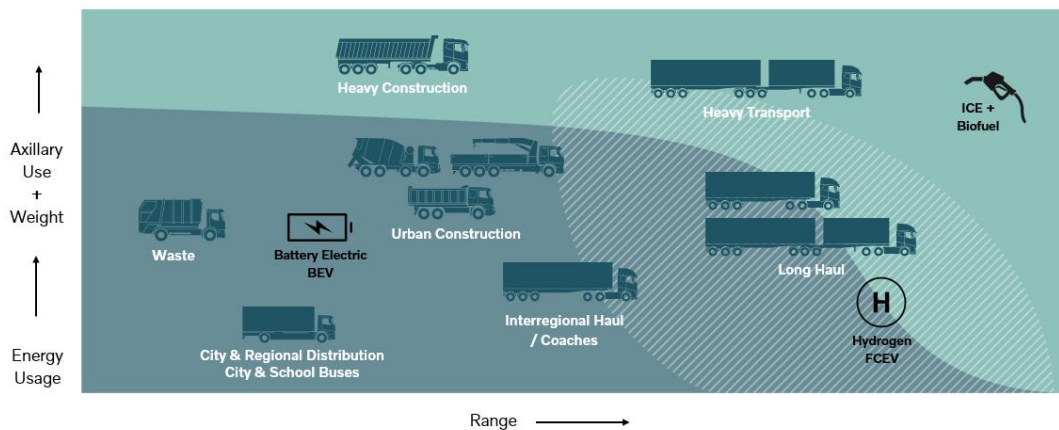 Axillary
Use
+
Weight
Energy
Usage
Heavy Construction
Heavy Transport
ICE +
Biofuel
Waste
Battery Electric
BEV
Urban Construction
Long Haul
City & Regional Distribution
City & School Buses
Interregional Haul
/ Coaches
H
Hydrogen
FCEV
Range